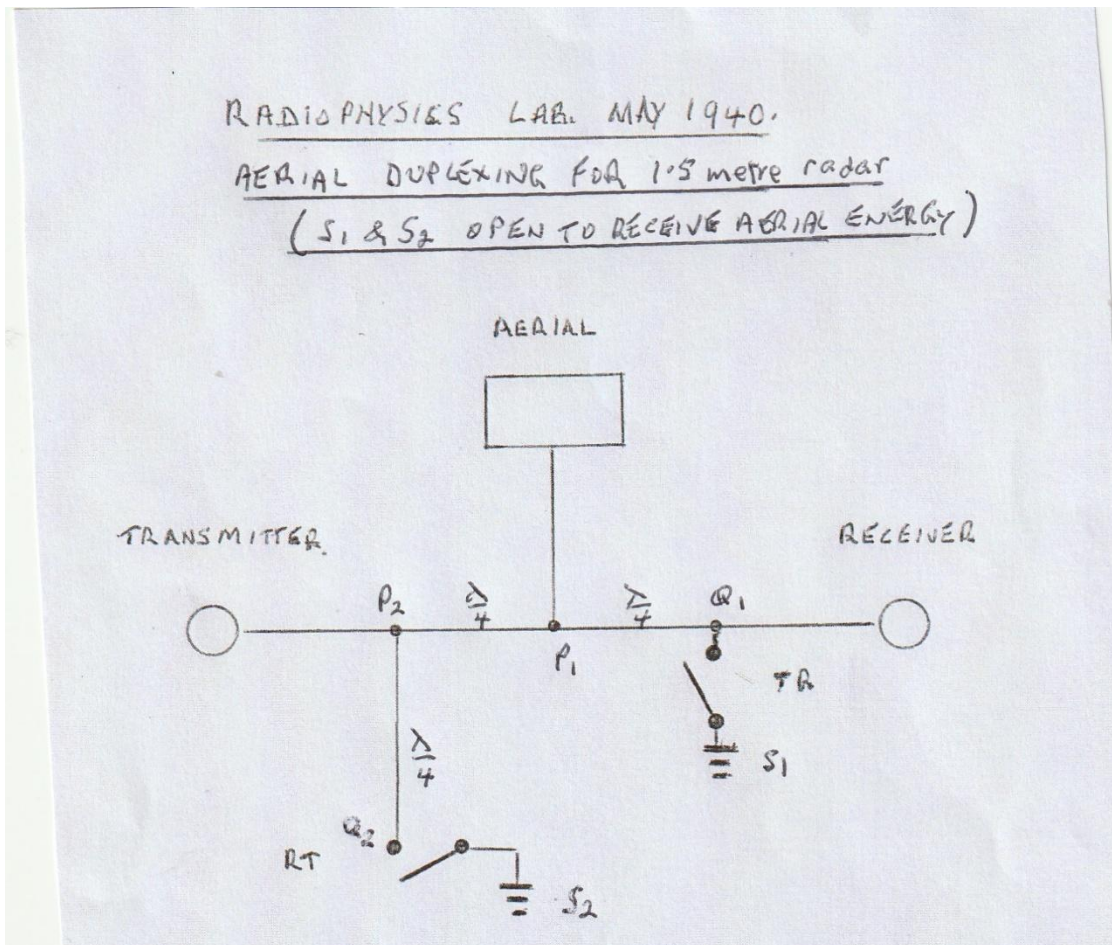 RADIOPHYSICS LAB. MAY 1940.
AERIAL DUPLEXING FOR 1.5 metre radar
(S1 & S2 OPEN TO RECEIVE AERIAL ENERGY)
AERIAL
TRANSMITTER.
RECEIVER
P2
λ/4
P1
λ/4
Q1
TR
S1
λ/4
Q2
RT
S2